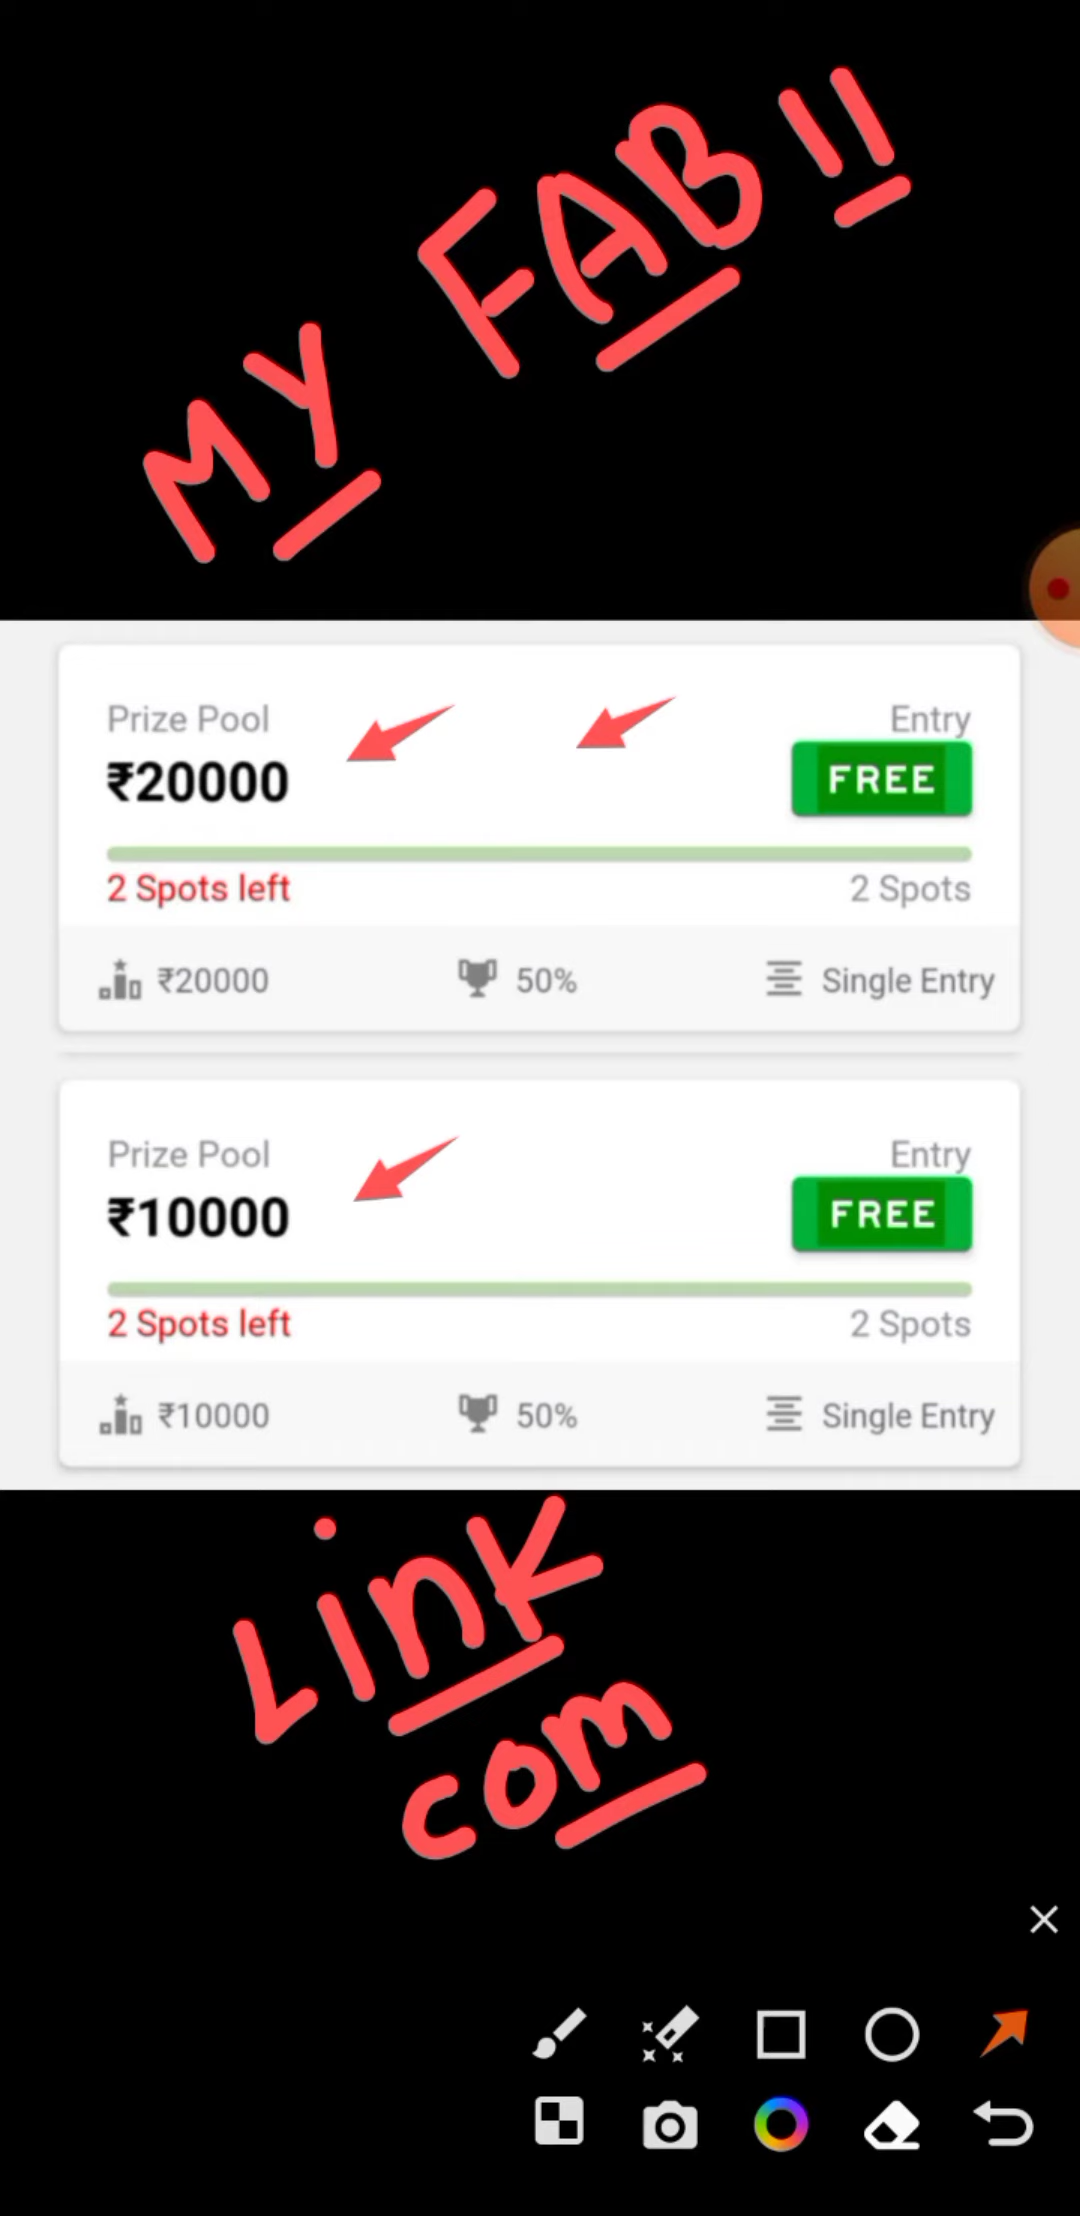 MY FAB !!
Prize Pool Entry
₹20000 FREE
2 Spots left 2 Spots
₹20000 50% Single Entry
Prize Pool Entry
₹10000 FREE
2 Spots left 2 Spots
₹10000 50% Single Entry
Link
com